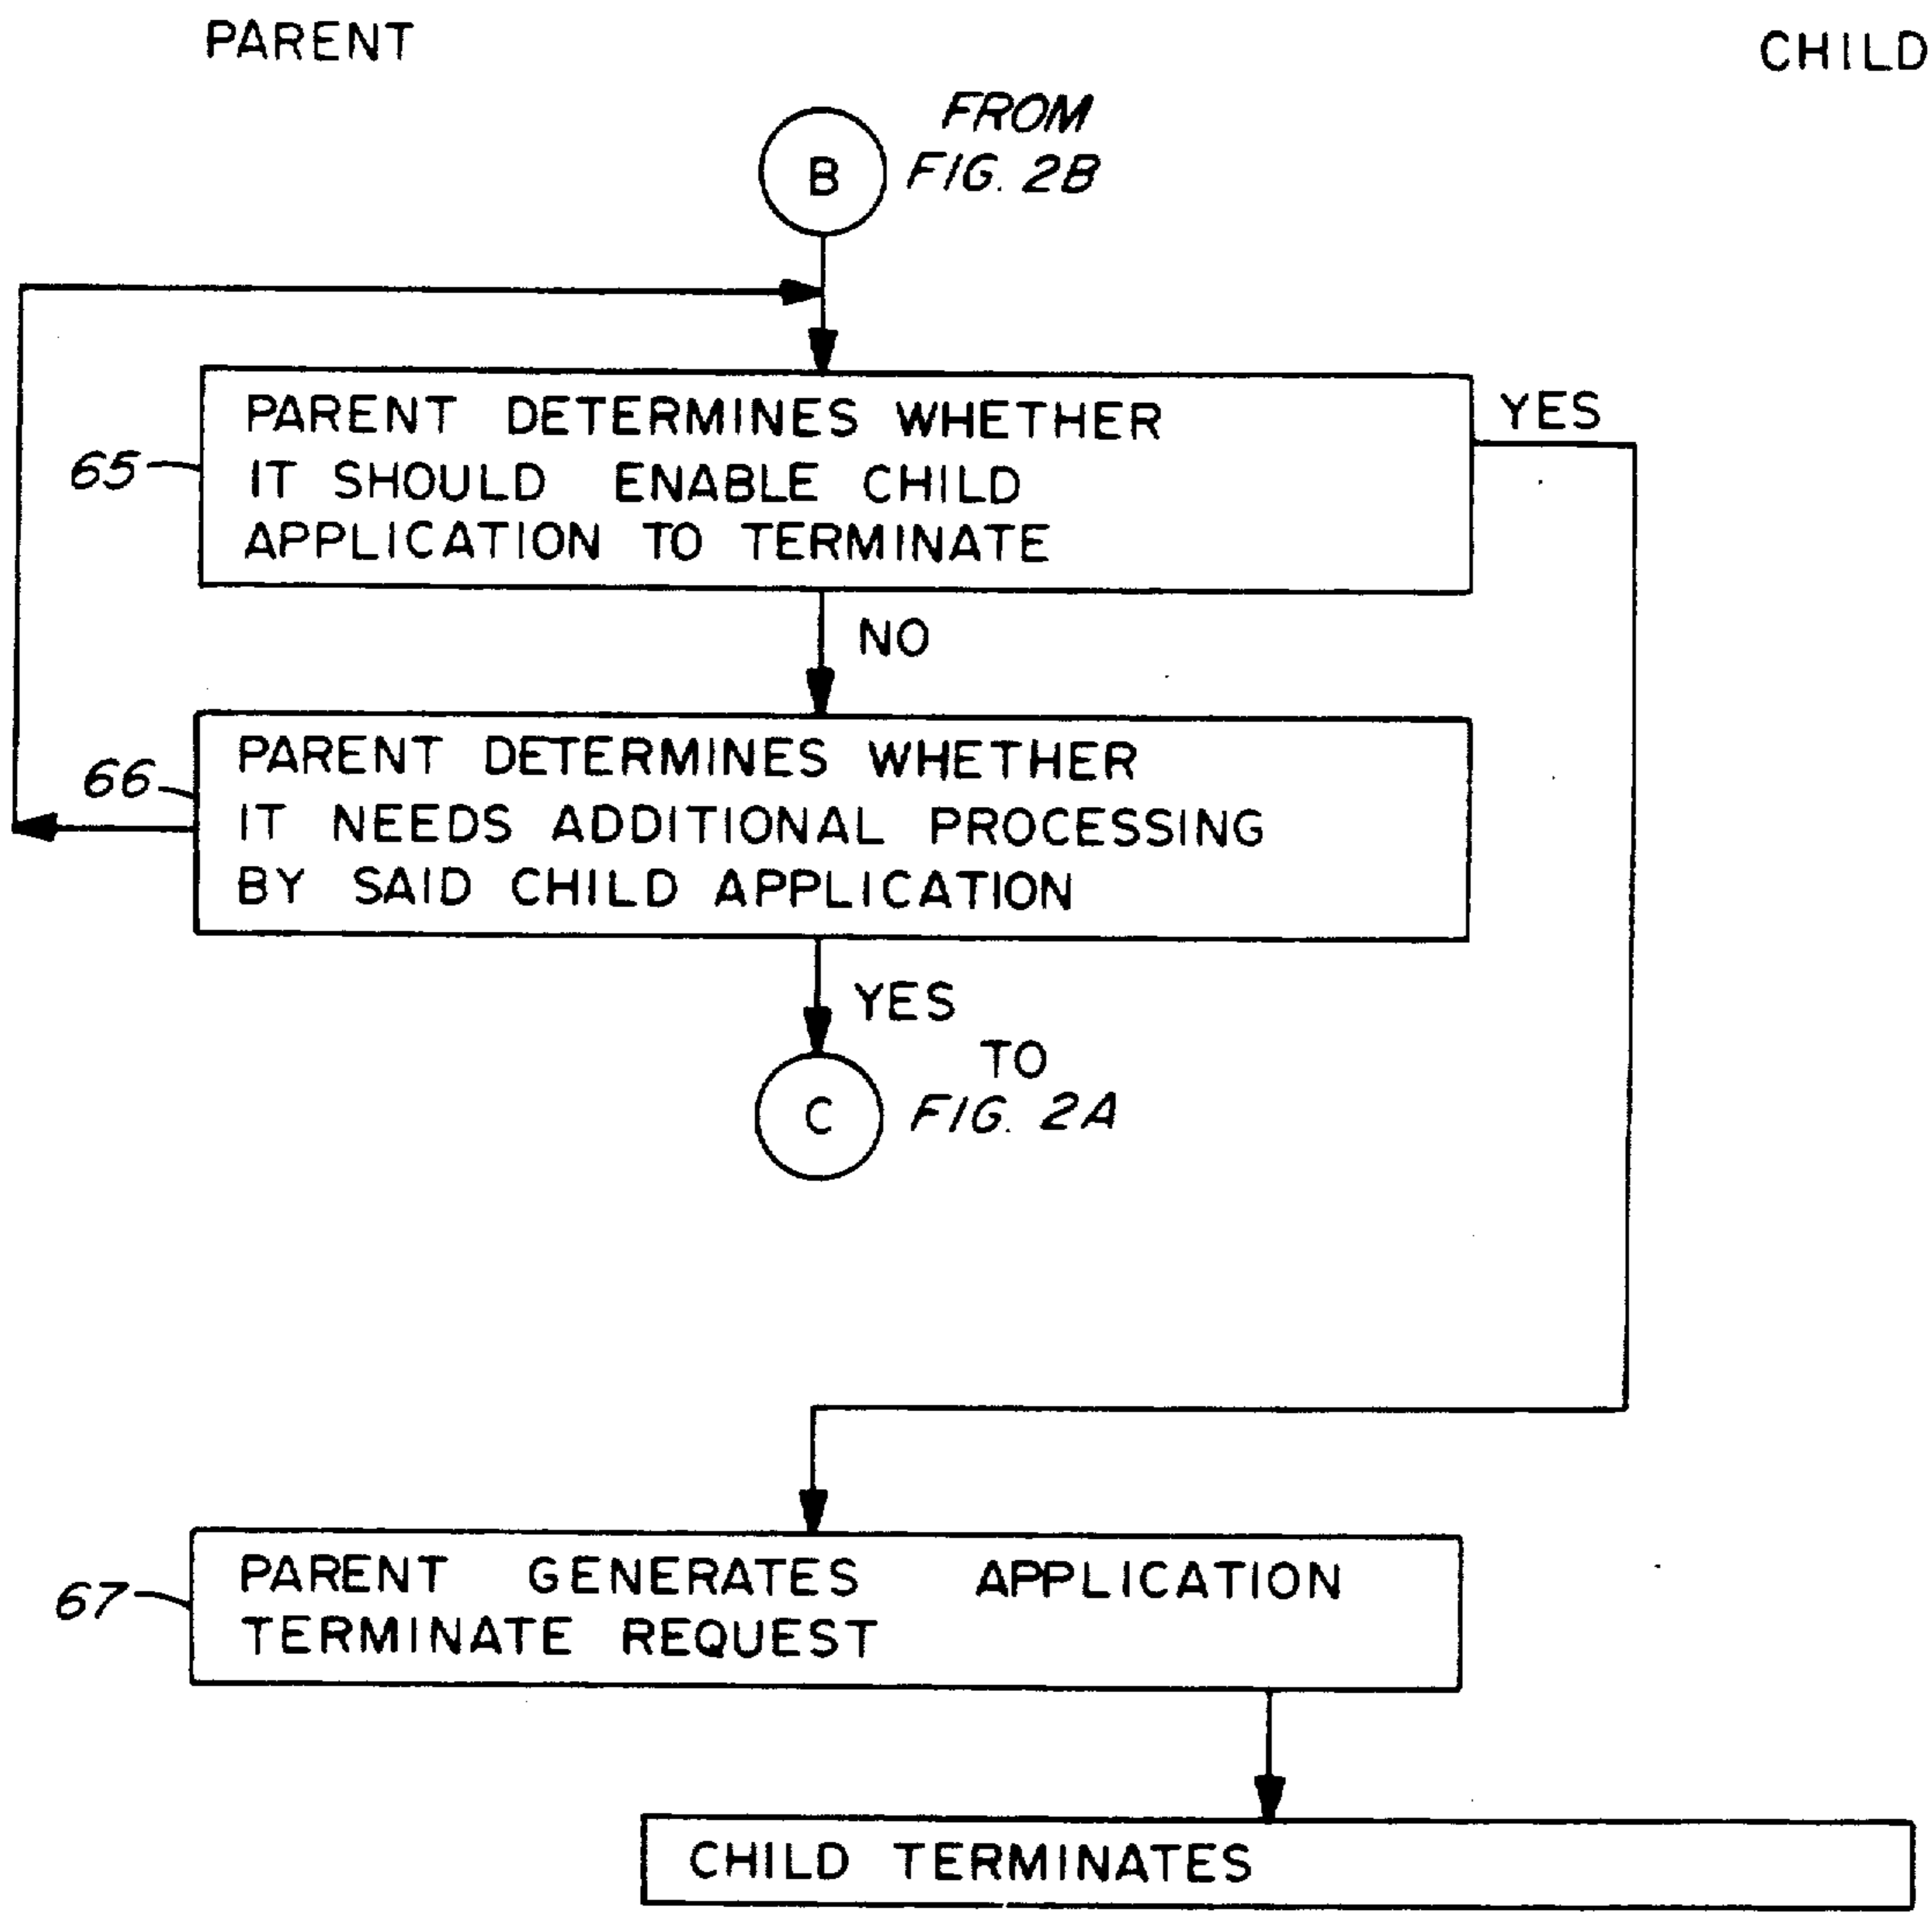 PARENT
CHILD
FROM
FIG. 2B
B
PARENT DETERMINES WHETHER
IT SHOULD ENABLE CHILD
APPLICATION TO TERMINATE
YES
65
NO
PARENT DETERMINES WHETHER
IT NEEDS ADDITIONAL PROCESSING
BY SAID CHILD APPLICATION
66
YES
TO
FIG. 2A
C
PARENT GENERATES APPLICATION
TERMINATE REQUEST
67
CHILD TERMINATES